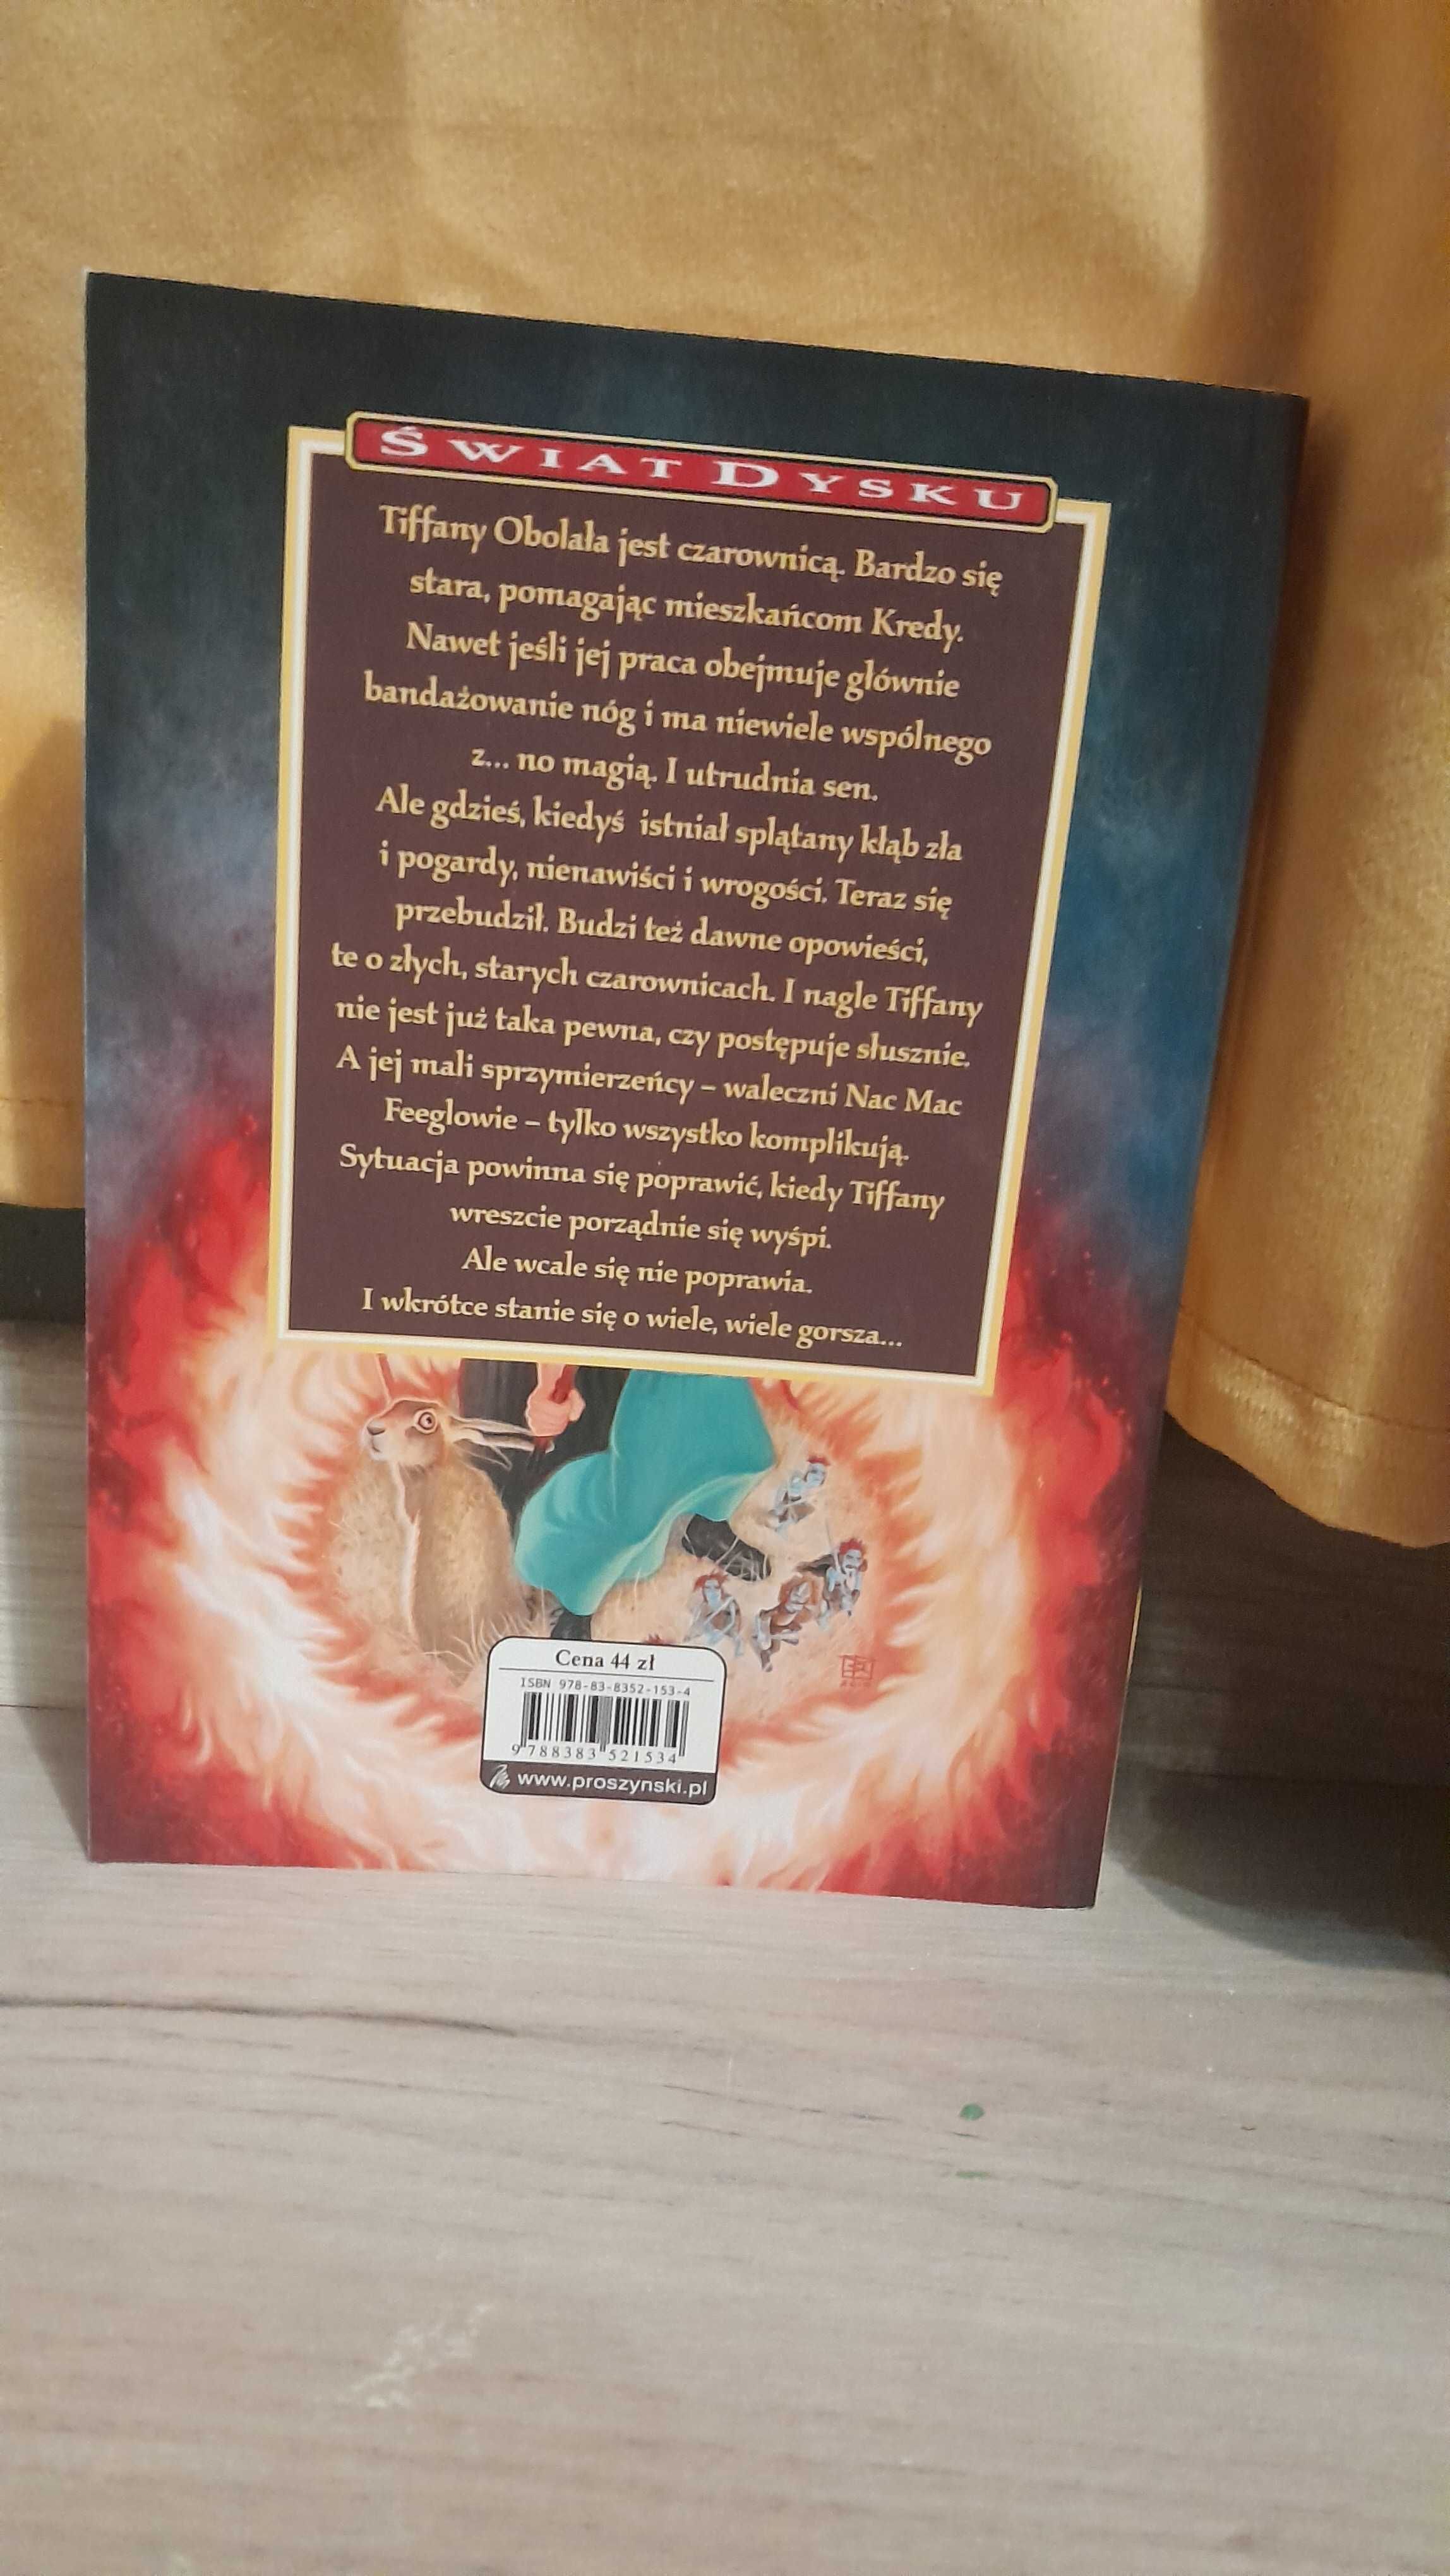 ŚWIAT DYSKU
Tiffany Obolała jest czarownicą. Bardzo się
stara, pomagając mieszkańcom Kredy.
Nawet jeśli jej praca obejmuje głównie
bandażowanie nóg i ma niewiele wspólnego
z... no magią. I utrudnia sen.
Ale gdzieś, kiedyś istniał splątany kłąb zła
i pogardy, nienawiści i wrogości. Teraz się
przebudził. Budzi też dawne opowieści,
te o złych, starych czarownicach. I nagle Tiffany
nie jest już taka pewna, czy postępuje słusznie.
A jej mali sprzymierzeńcy – waleczni Nac Mac
Feeglowie – tylko wszystko komplikują.
Sytuacja powinna się poprawić, kiedy Tiffany
wreszcie porządnie się wyśpi.
Ale wcale się nie poprawia.
I wkrótce stanie się o wiele, wiele gorsza...
Cena 44 zł
ISBN 978-83-8352-153-4
9 788383 521534
www.proszynski.pl